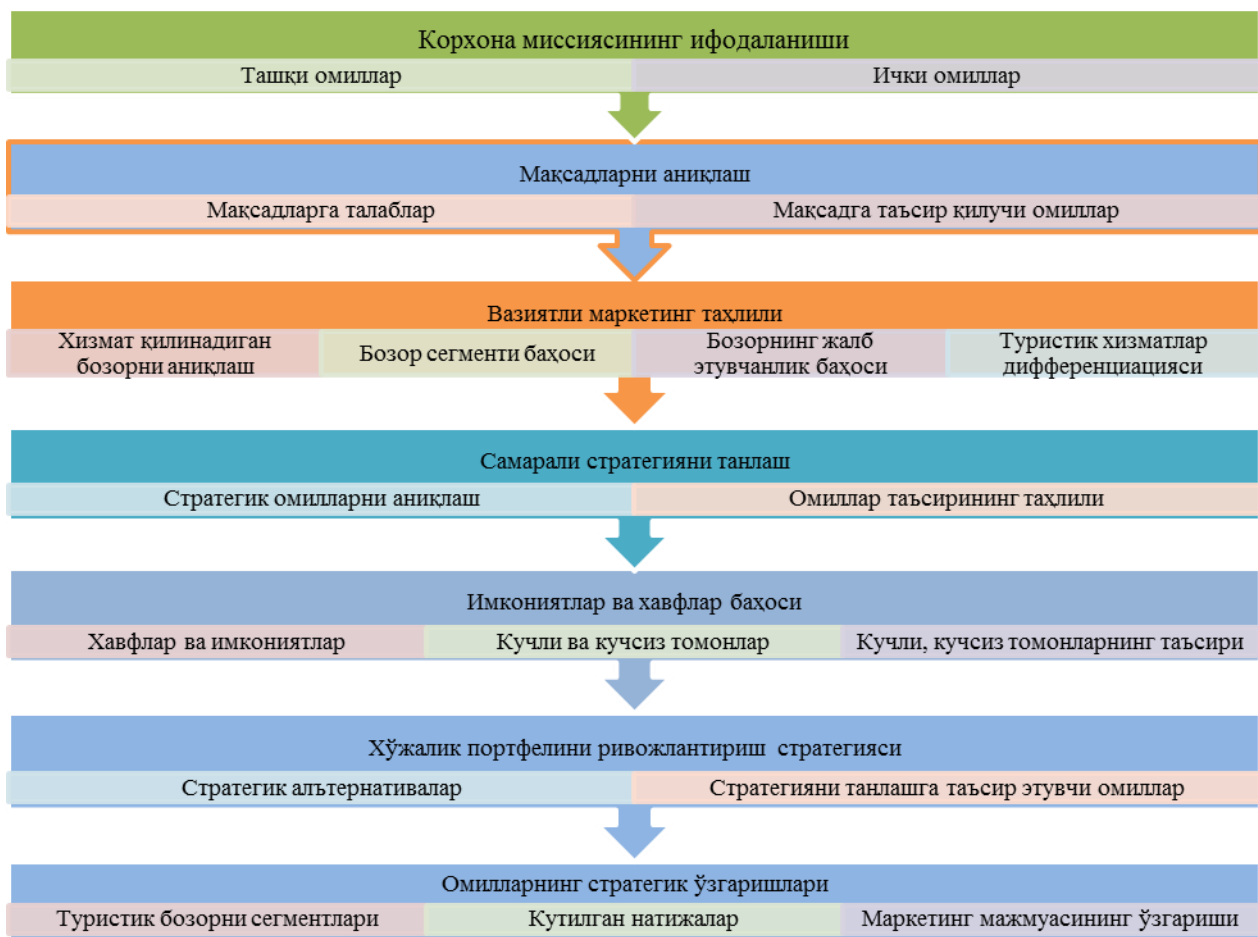 Корхона миссиясининг ифодаланиши
Ташқи омиллар
Ички омиллар
Мақсадларни аниқлаш
Мақсадларга талаблар
Мақсадга таъсир қилучи омиллар
Вазиятли маркетинг таҳлили
Хизмат қилинадиган
бозорни аниқлаш
Бозор сегменти баҳоси
Бозорнинг жалб
этувчанлик баҳоси
Туристик хизматлар
дифференциацияси
Самарали стратегияни танлаш
Стратегик омилларни аниқлаш
Омиллар таъсирининг таҳлили
Имкониятлар ва хавфлар баҳоси
Хавфлар ва имкониятлар
Кучли ва кучсиз томонлар
Кучли, кучсиз томонларнинг таъсири
Хўжалик портфелини ривожлантириш стратегияси
Стратегик алътернативалар
Стратегияни танлашга таъсир этувчи омиллар
Омилларнинг стратегик ўзгаришлари
Туристик бозорни сегментлари
Кутилган натижалар
Маркетинг мажмуасининг ўзгариши